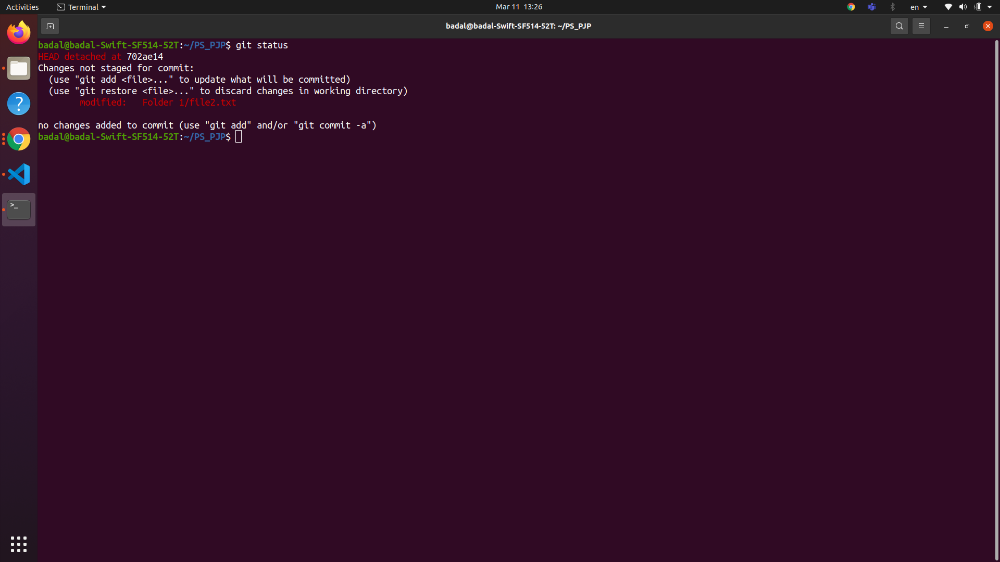 Activities
Terminal
Mar 11 13:26
en
badal@badal-Swift-SF514-52T: ~/PS_PJP
badal@badal-Swift-SF514-52T:~/PS_PJP$ git status
HEAD detached at 702ae14
Changes not staged for commit:
  (use "git add <file>..." to update what will be committed)
  (use "git restore <file>..." to discard changes in working directory)
        modified:   Folder 1/file2.txt
no changes added to commit (use "git add" and/or "git commit -a")
badal@badal-Swift-SF514-52T:~/PS_PJP$